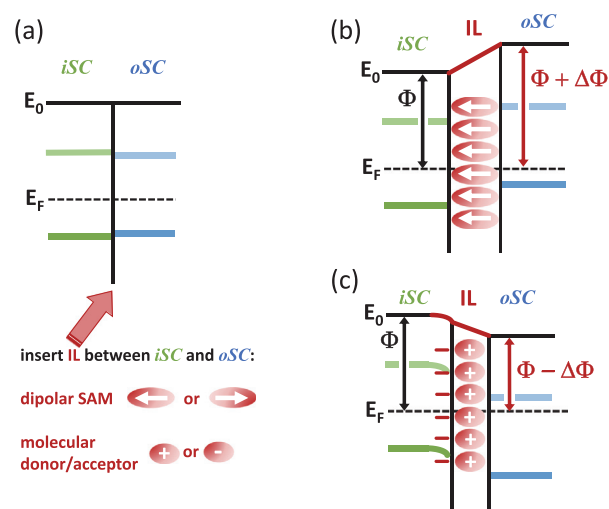 (a)
iSC oSC
E0
EF
insert IL between iSC and oSC:
dipolar SAM or
molecular
donor/acceptor + or -
(b)
iSC IL oSC
E0
Φ
Φ + ΔΦ
EF
(c)
iSC IL oSC
E0
Φ
+
Φ − ΔΦ
+
+
EF
+
+
+